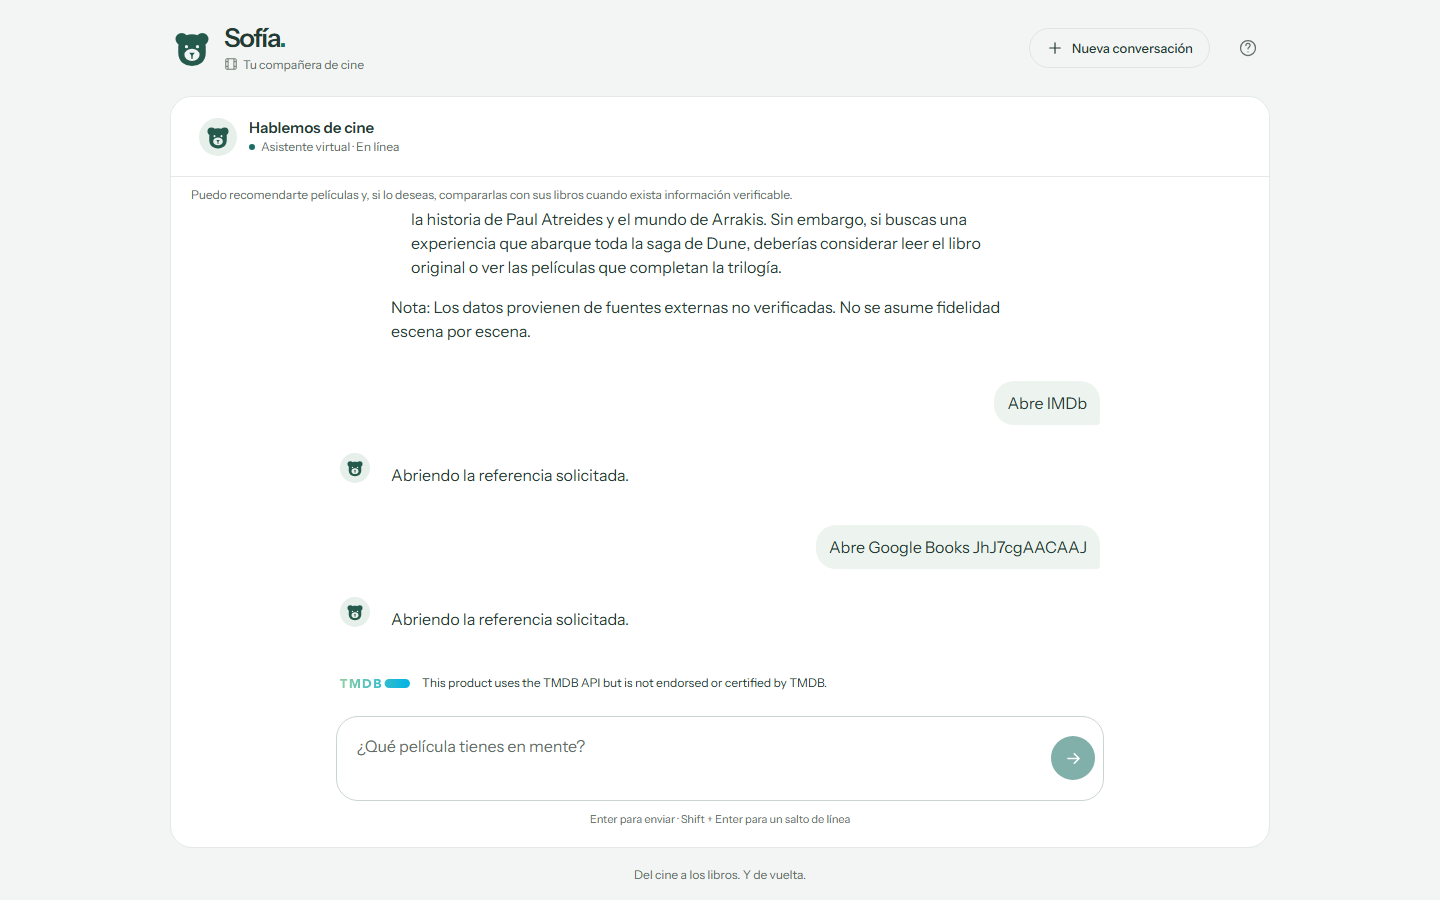 Sofía.
Tu compañera de cine
Nueva conversación
Hablemos de cine
Asistente virtual · En línea
Puedo recomendarte películas y, si lo deseas, compararlas con sus libros cuando exista información verificable.
la historia de Paul Atreides y el mundo de Arrakis. Sin embargo, si buscas una
experiencia que abarque toda la saga de Dune, deberías considerar leer el libro
original o ver las películas que completan la trilogía.
Nota: Los datos provienen de fuentes externas no verificadas. No se asume fidelidad
escena por escena.
Abre IMDb
Abriendo la referencia solicitada.
Abre Google Books JhJ7cgAACAAJ
Abriendo la referencia solicitada.
TMDB This product uses the TMDB API but is not endorsed or certified by TMDB.
¿Qué película tienes en mente?
Enter para enviar · Shift + Enter para un salto de línea
Del cine a los libros. Y de vuelta.